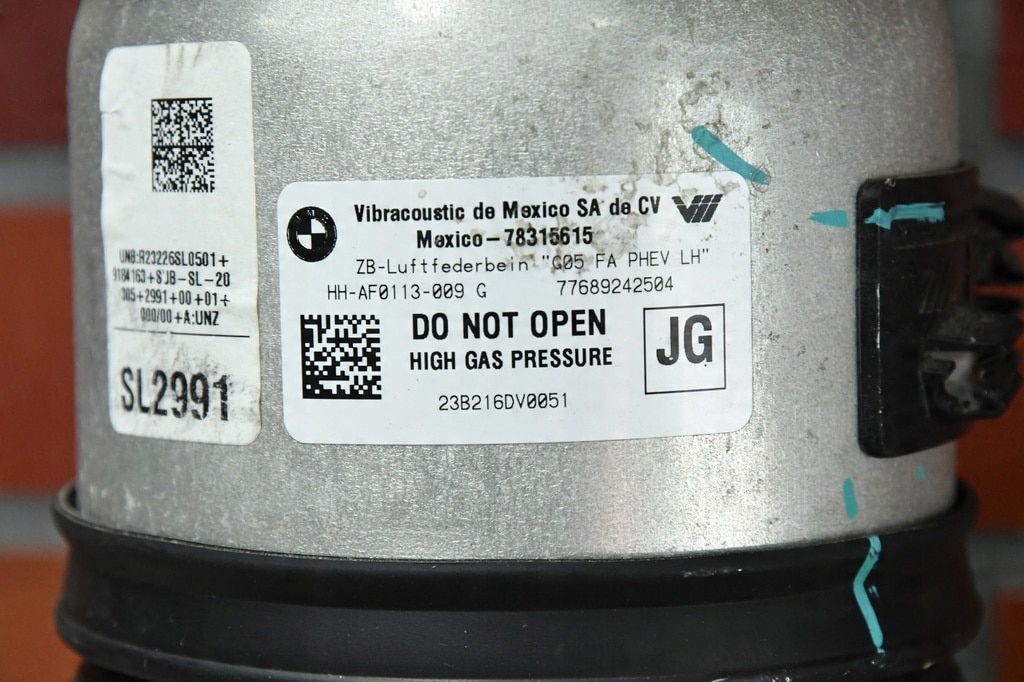 UNB:R23226SL0501+
9184163+S'JB-SL-20
305+2991+00+01+
000/00+A:UNZ
SL2991
BMW
Vibracoustic de Mexico SA de CV
Mexico-78315615
ZB-Luftfederbein "G05 FA PHEV LH"
HH-AF0113-009 G 77689242504
DO NOT OPEN
HIGH GAS PRESSURE
JG
23B216DV0051